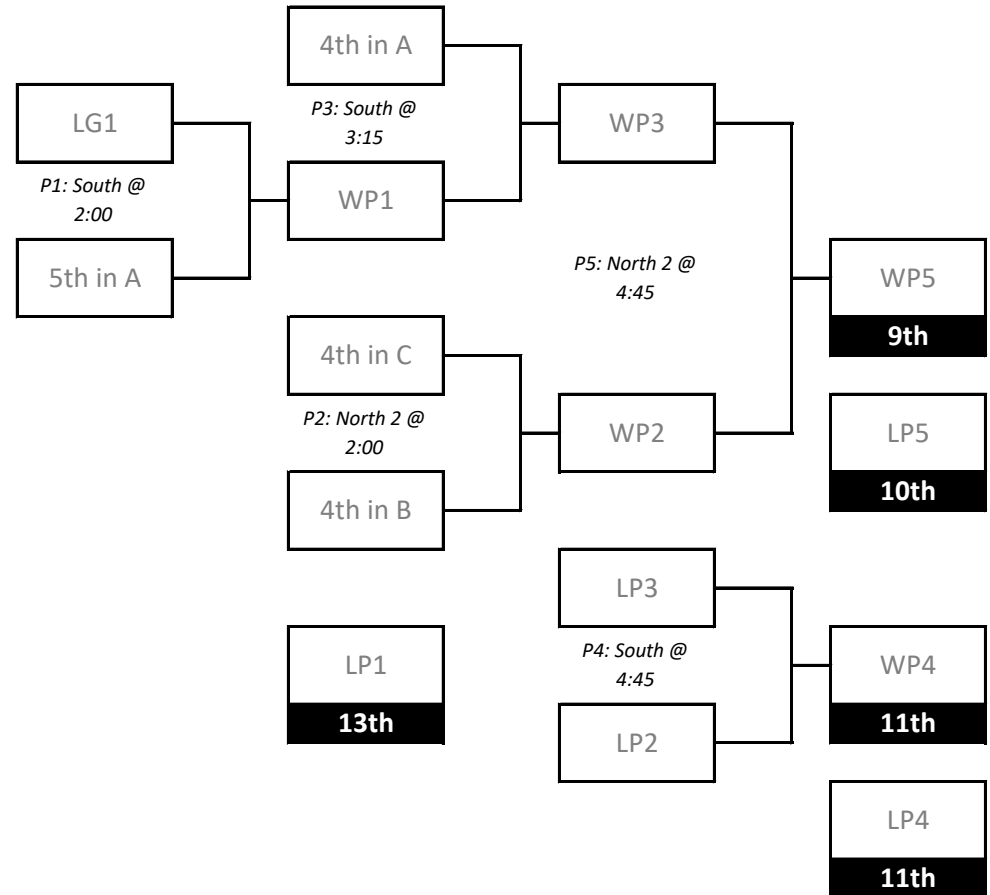 4th in A
LG1
P3: South @
3:15
WP3
P1: South @
2:00
WP1
5th in A
P5: North 2 @
4:45
WP5
9th
4th in C
P2: North 2 @
2:00
WP2
LP5
10th
4th in B
LP3
LP1
13th
P4: South @
4:45
WP4
11th
LP2
LP4
11th